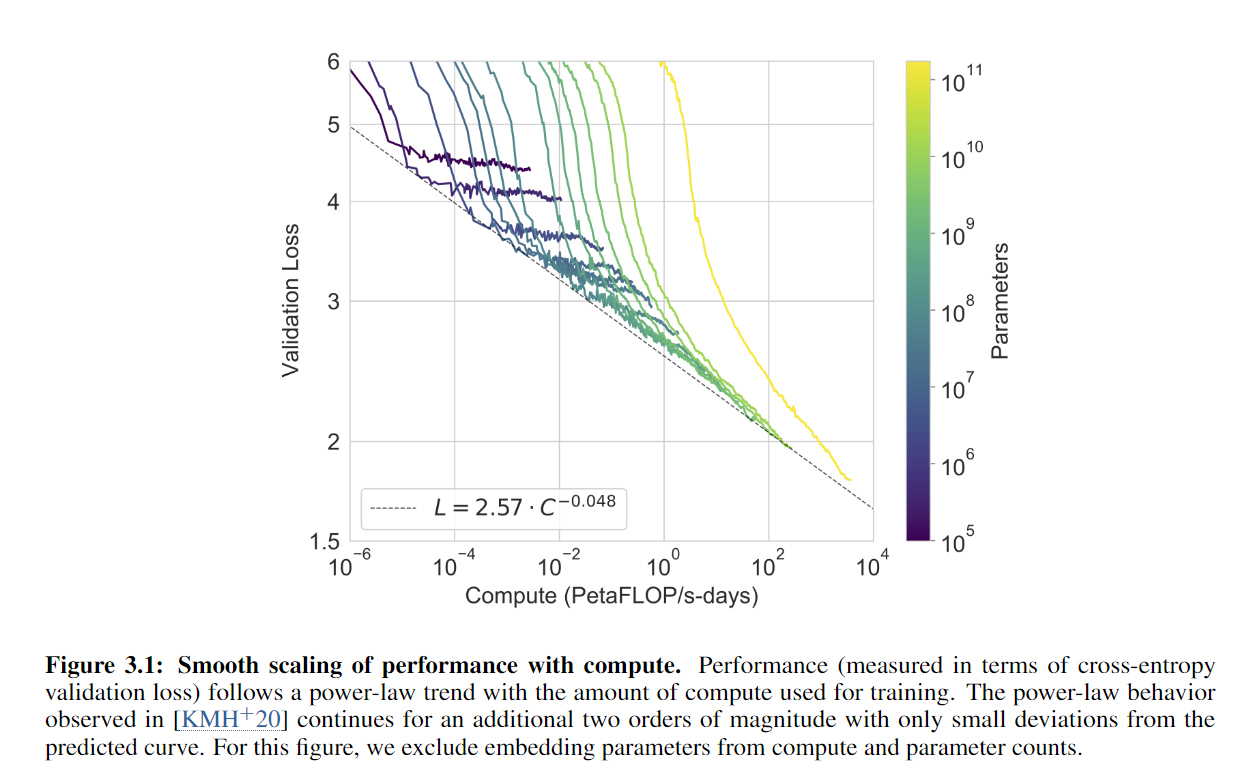 6
5
4
3
2
1.5
Validation Loss
10^−6
10^−4
10^−2
10^0
10^2
10^4
Compute (PetaFLOP/s-days)
L = 2.57 · C^−0.048
10^11
10^10
10^9
10^8
10^7
10^6
10^5
Parameters
Figure 3.1: Smooth scaling of performance with compute. Performance (measured in terms of cross-entropy
validation loss) follows a power-law trend with the amount of compute used for training. The power-law behavior
observed in [KMH+20] continues for an additional two orders of magnitude with only small deviations from the
predicted curve. For this figure, we exclude embedding parameters from compute and parameter counts.